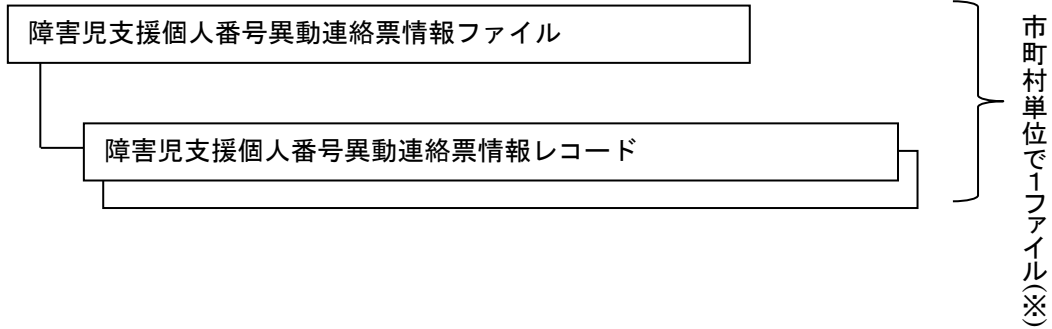 障害児支援個人番号異動連絡票情報ファイル
障害児支援個人番号異動連絡票情報レコード
市町村単位で1ファイル(※)